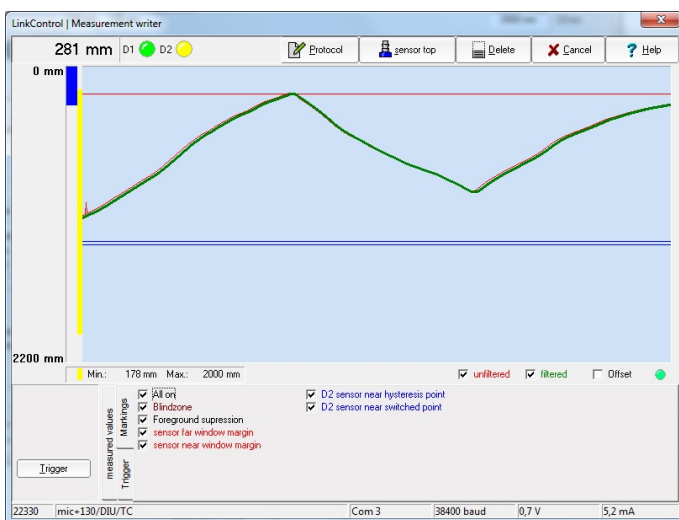 LinkControl | Measurement writer
281 mm D1 D2 Protocol sensor top Delete Cancel Help
0 mm
2200 mm
Min.: 178 mm Max.: 2000 mm unfiltered filtered Offset
measured values
Markings
Trigger
All on
Blindzone
Foreground supression
sensor far window margin
sensor near window margin
D2 sensor near hysteresis point
D2 sensor near switched point
Trigger
22330 mic+130/DIU/TC Com 3 38400 baud 0,7 V 5,2 mA